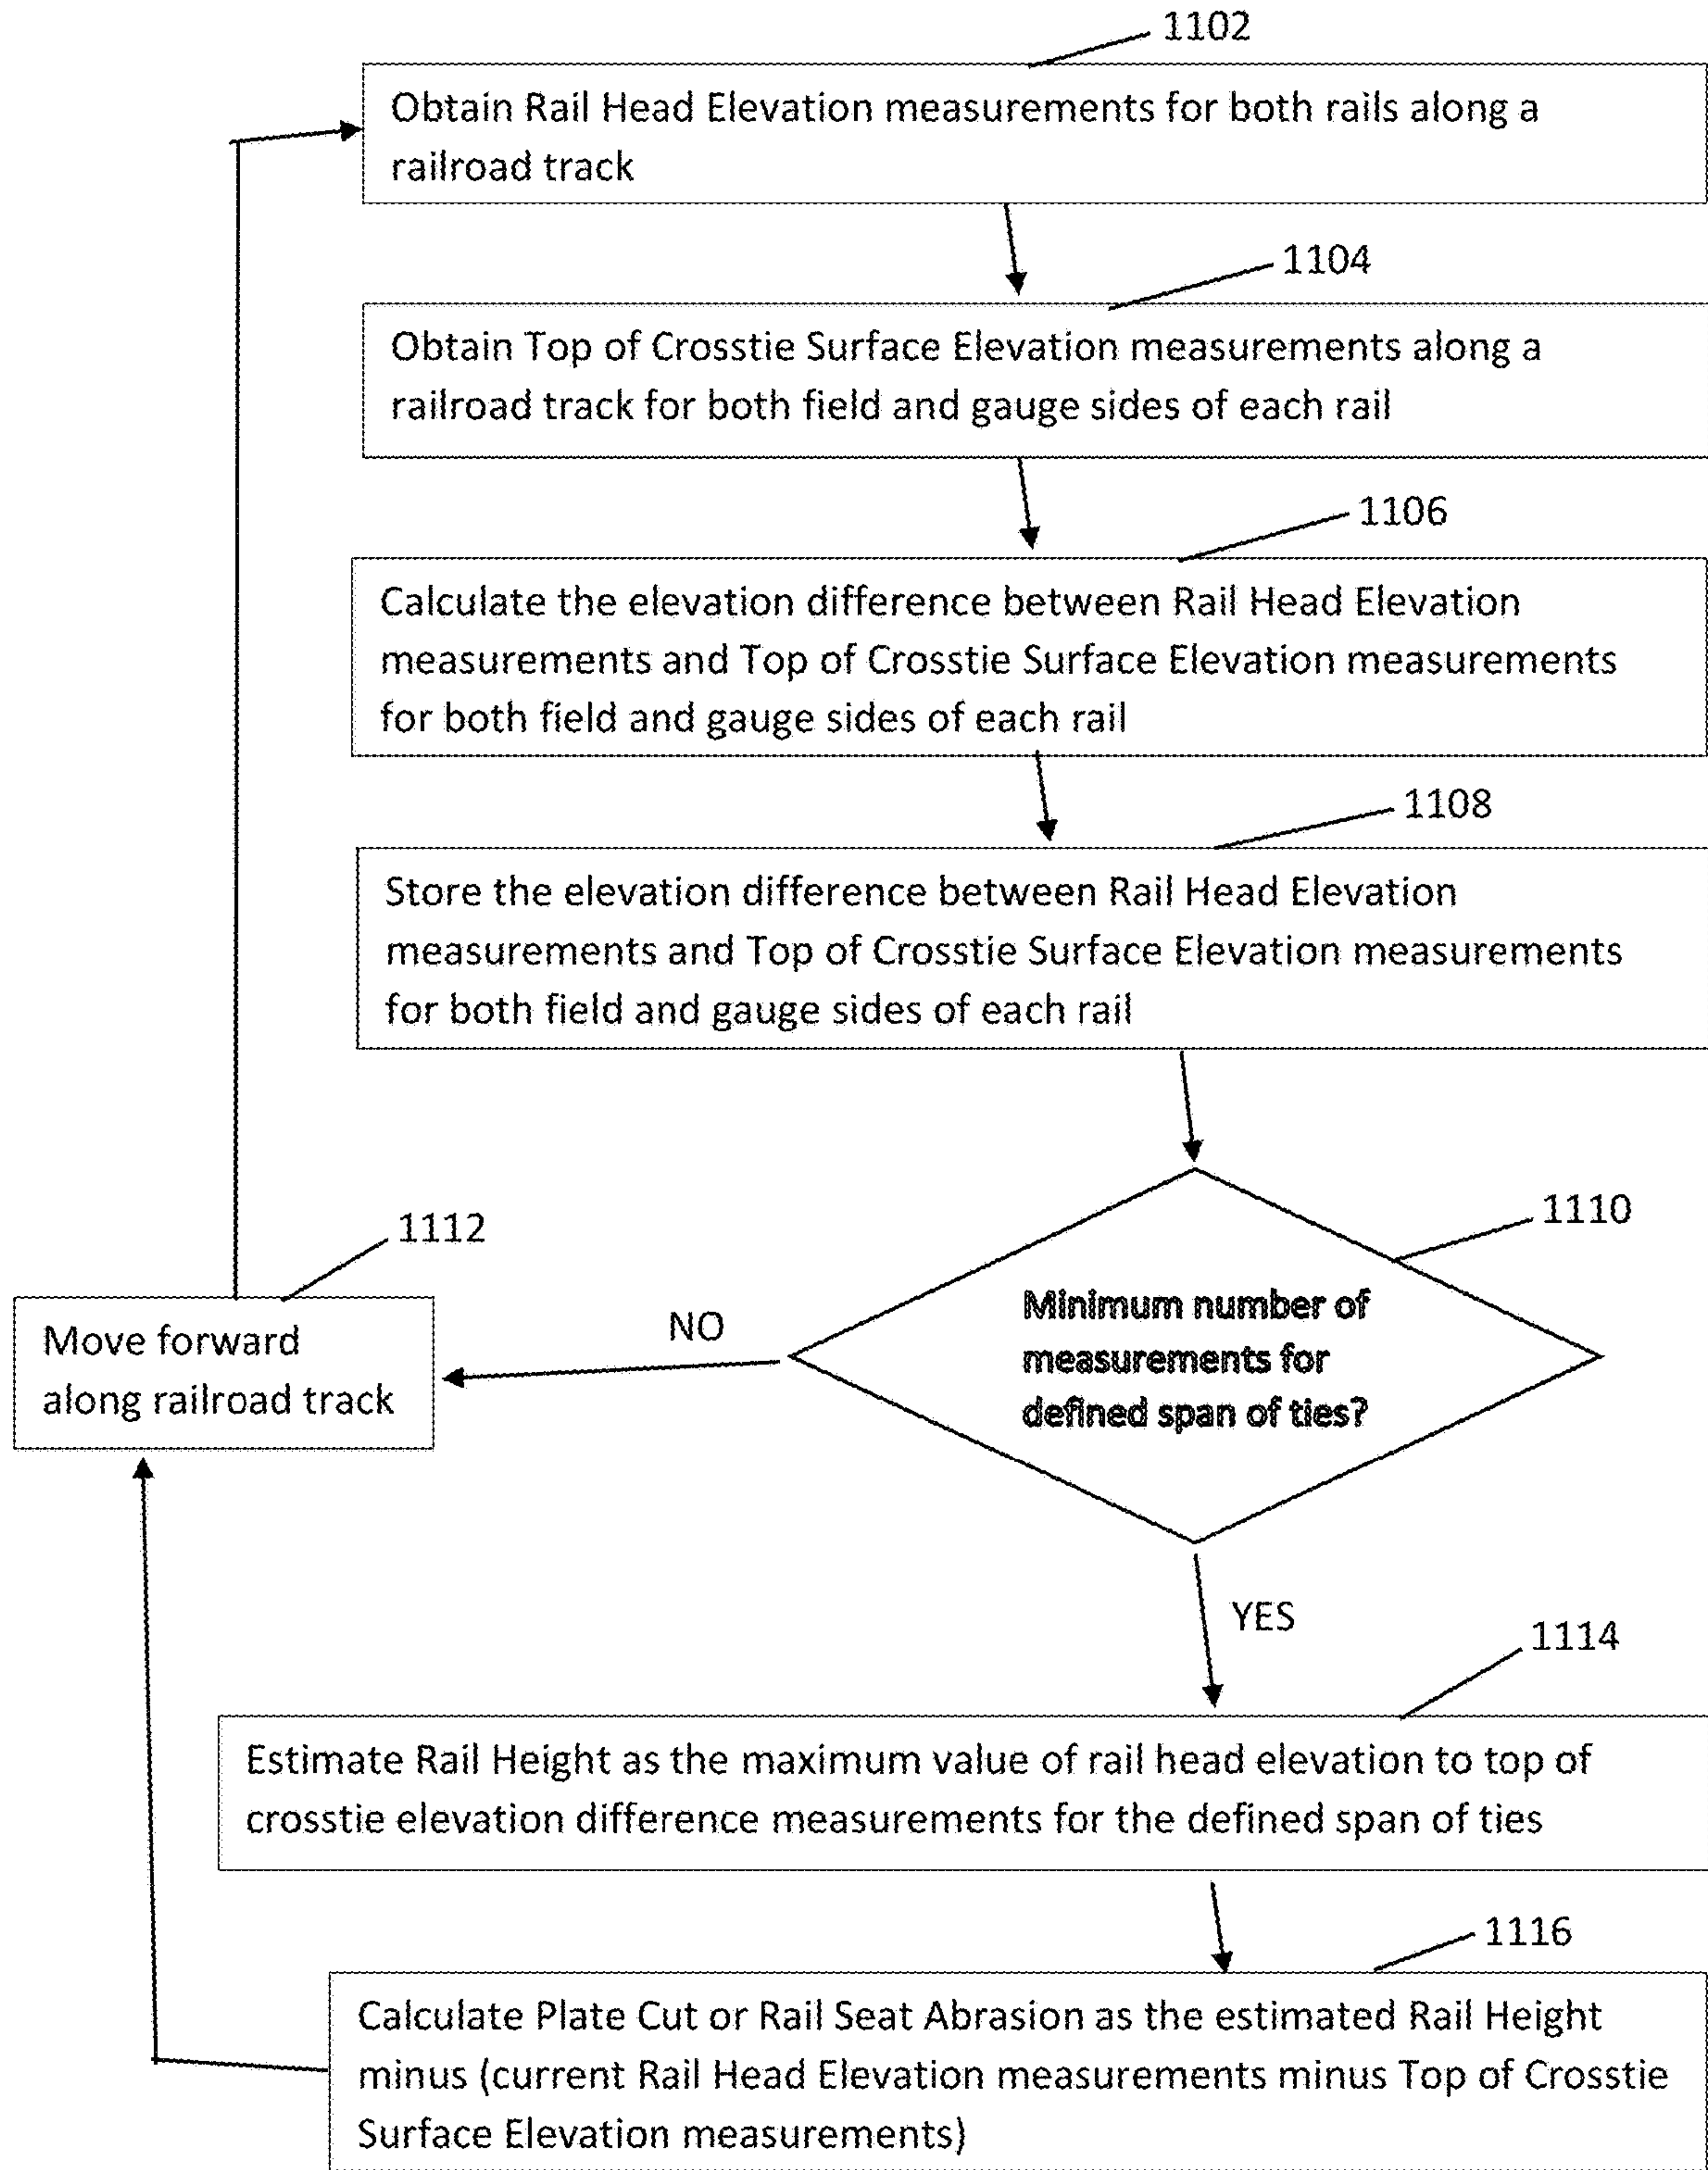 1102
Obtain Rail Head Elevation measurements for both rails along a
railroad track
1104
Obtain Top of Crosstie Surface Elevation measurements along a
railroad track for both field and gauge sides of each rail
1106
Calculate the elevation difference between Rail Head Elevation
measurements and Top of Crosstie Surface Elevation measurements
for both field and gauge sides of each rail
1108
Store the elevation difference between Rail Head Elevation
measurements and Top of Crosstie Surface Elevation measurements
for both field and gauge sides of each rail
1110
Minimum number of
measurements for
defined span of ties?
NO
1112
Move forward
along railroad track
YES
1114
Estimate Rail Height as the maximum value of rail head elevation to top of
crosstie elevation difference measurements for the defined span of ties
1116
Calculate Plate Cut or Rail Seat Abrasion as the estimated Rail Height
minus (current Rail Head Elevation measurements minus Top of Crosstie
Surface Elevation measurements)